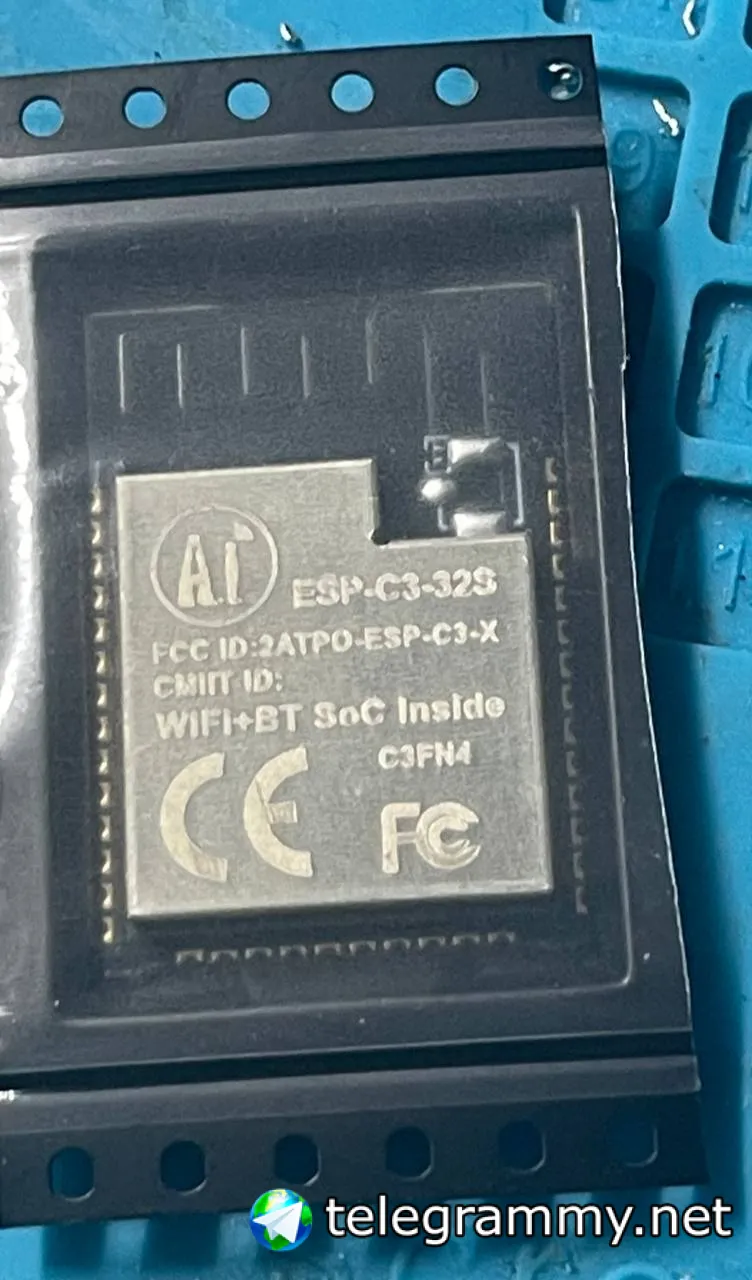 Ai
ESP-C3-32S
FCC ID:2ATPO-ESP-C3-X
CMIIT ID:
WiFi+BT SoC Inside
C3FN4
CE FC
9
telegrammy.net